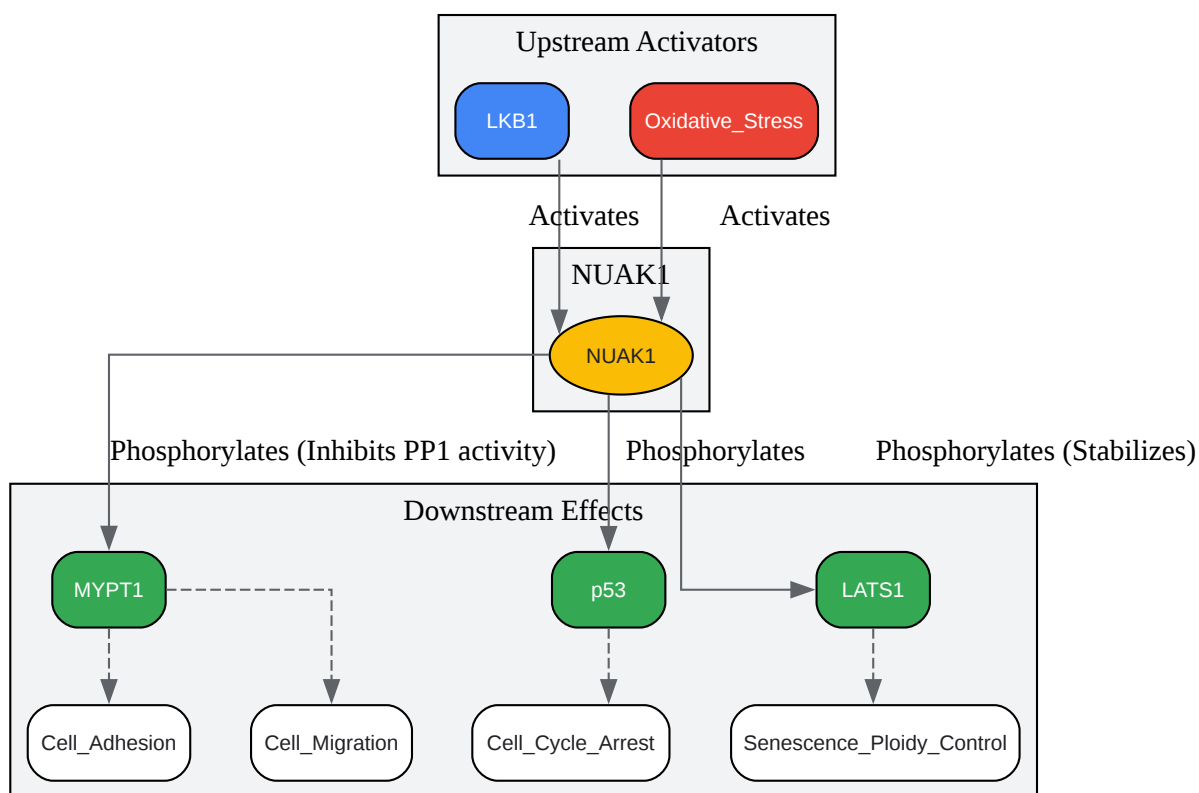 Upstream Activators
LKB1
Oxidative_Stress
Activates
Activates
NUAK1
NUAK1
Phosphorylates (Inhibits PP1 activity)
Phosphorylates
Phosphorylates (Stabilizes)
Downstream Effects
MYPT1
p53
LATS1
Cell_Adhesion
Cell_Migration
Cell_Cycle_Arrest
Senescence_Ploidy_Control